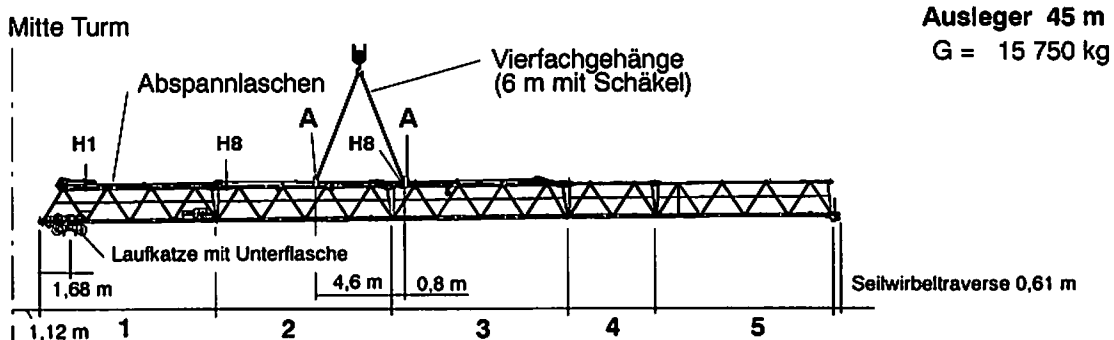 Mitte Turm
Ausleger 45 m
G = 15 750 kg
Vierfachgehänge
(6 m mit Schäkel)
Abspannlaschen
A
A
H1
H8
H8
Laufkatze mit Unterflasche
1,68 m
4,6 m
0,8 m
Seilwirbeltraverse 0,61 m
1,12 m
1
2
3
4
5